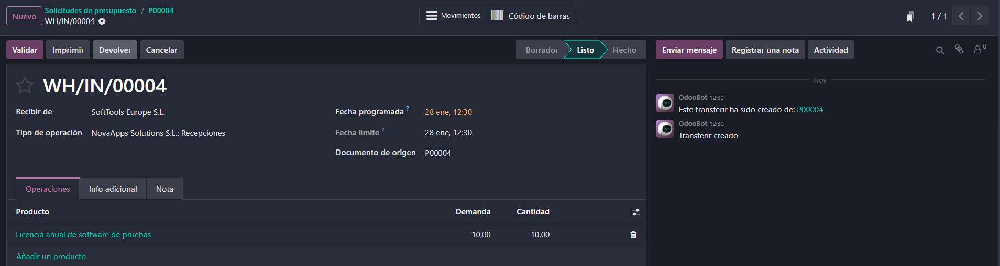 Nuevo
Solicitudes de presupuesto / P00004
WH/IN/00004
Movimientos
Código de barras
1 / 1
Validar
Imprimir
Devolver
Cancelar
Borrador
Listo
Hecho
Enviar mensaje
Registrar una nota
Actividad
0
WH/IN/00004
Recibir de
SoftTools Europe S.L.
Tipo de operación
NovaApps Solutions S.L.: Recepciones
Fecha programada ?
28 ene, 12:30
Fecha límite ?
28 ene, 12:30
Documento de origen
P00004
Operaciones
Info adicional
Nota
Producto
Demanda
Cantidad
Licencia anual de software de pruebas
10,00
10,00
Añadir un producto
Hoy
OdooBot 12:30
Este transferir ha sido creado de: P00004
OdooBot 12:30
Transferir creado